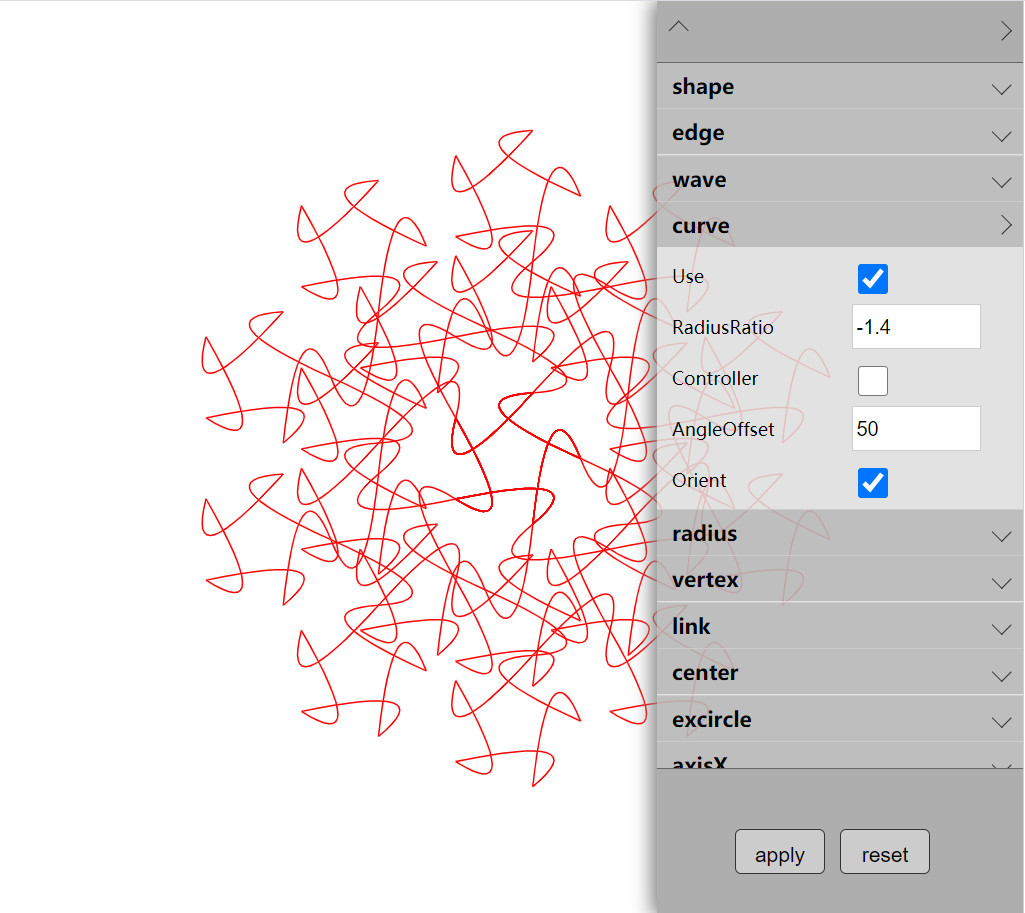 shape
edge
wave
curve
Use
RadiusRatio -1.4
Controller
AngleOffset 50
Orient
radius
vertex
link
center
excircle
axisX
apply reset